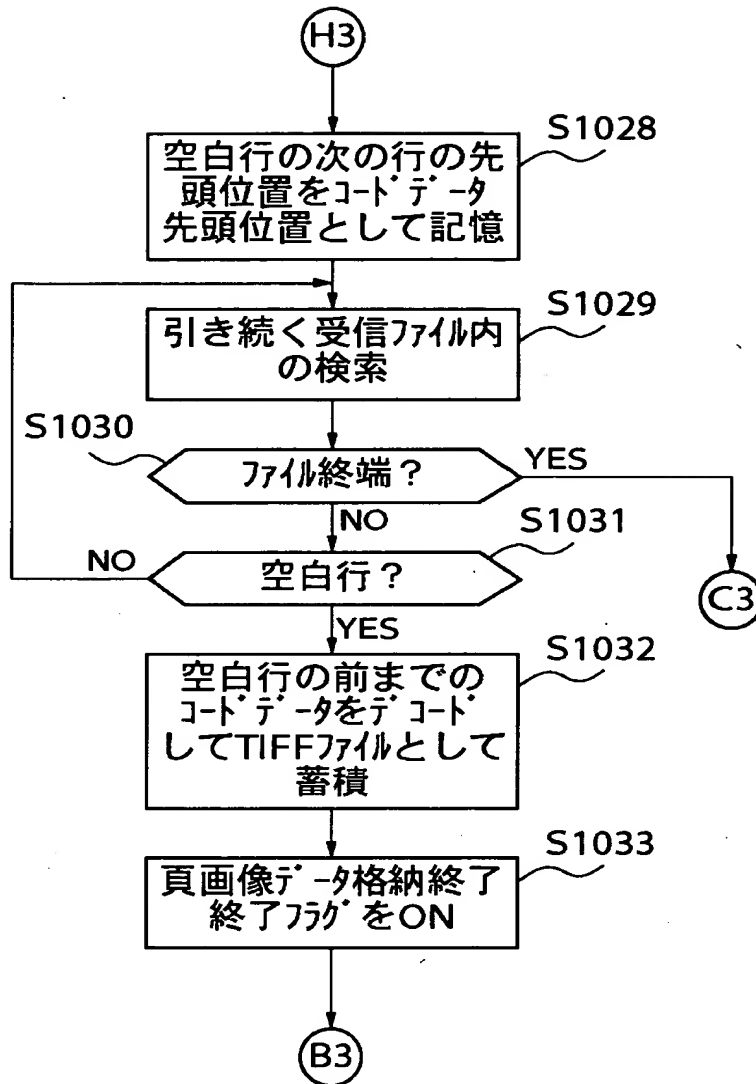 H3
S1028
空白行の次の行の先
頭位置をｺｰﾄﾞﾃﾞｰﾀ
先頭位置として記憶
S1029
引き続く受信ﾌｧｲﾙ内
の検索
S1030
ﾌｧｲﾙ終端？
YES
NO
S1031
NO
空白行？
C3
YES
S1032
空白行の前までの
ｺｰﾄﾞﾃﾞｰﾀをデコード
してTIFFﾌｧｲﾙとして
蓄積
S1033
頁画像ﾃﾞｰﾀ格納終了
終了ﾌﾗｸﾞをON
B3